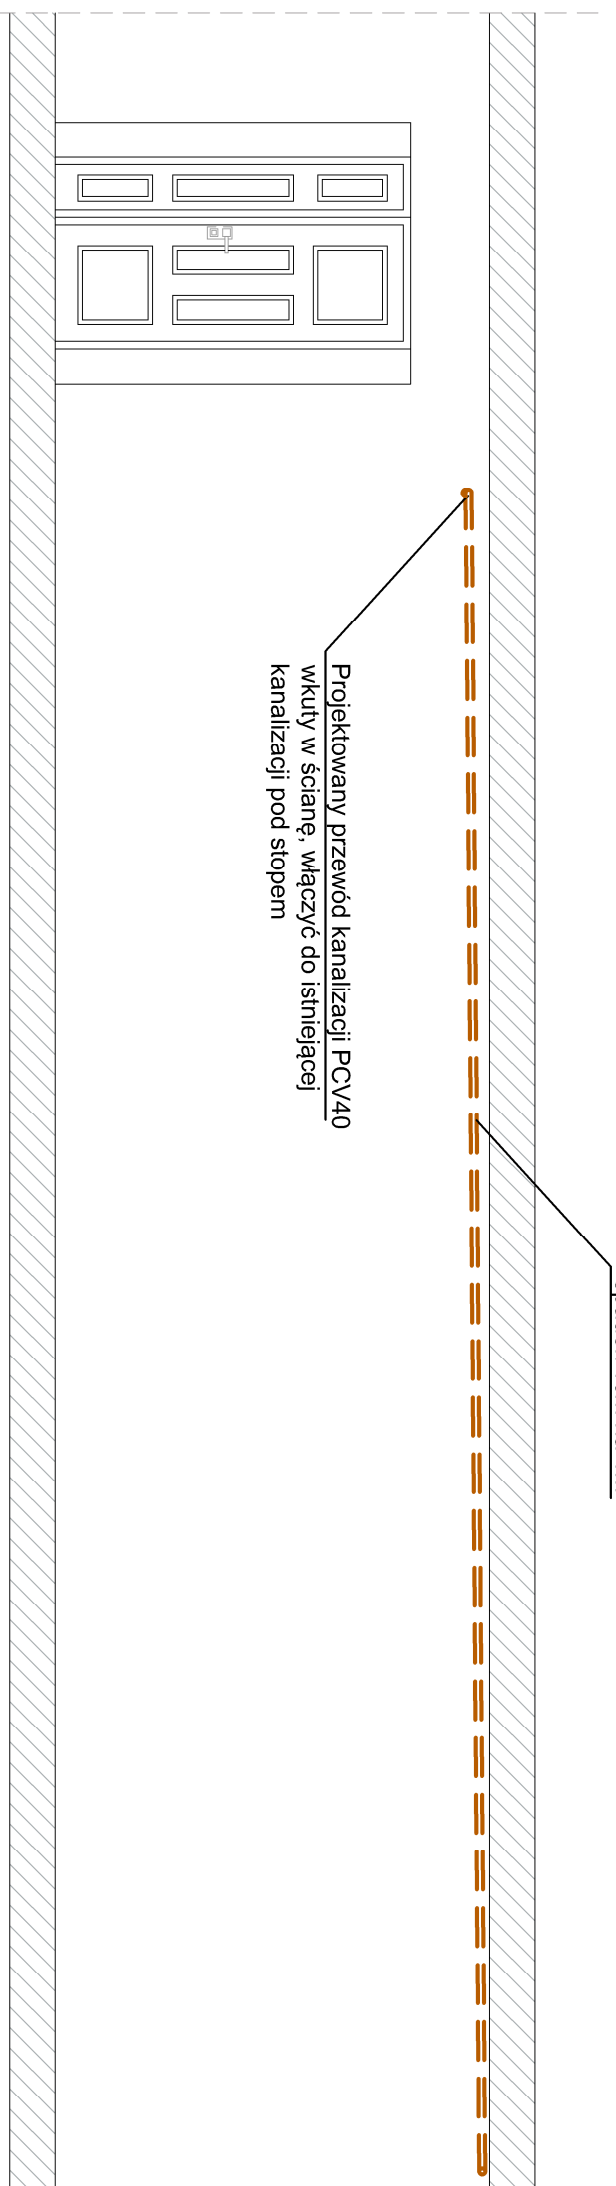 Projektowany przewód kanalizacji PCV40
wkuty w ścianę, włączyć do istniejącej
kanalizacji pod stopem